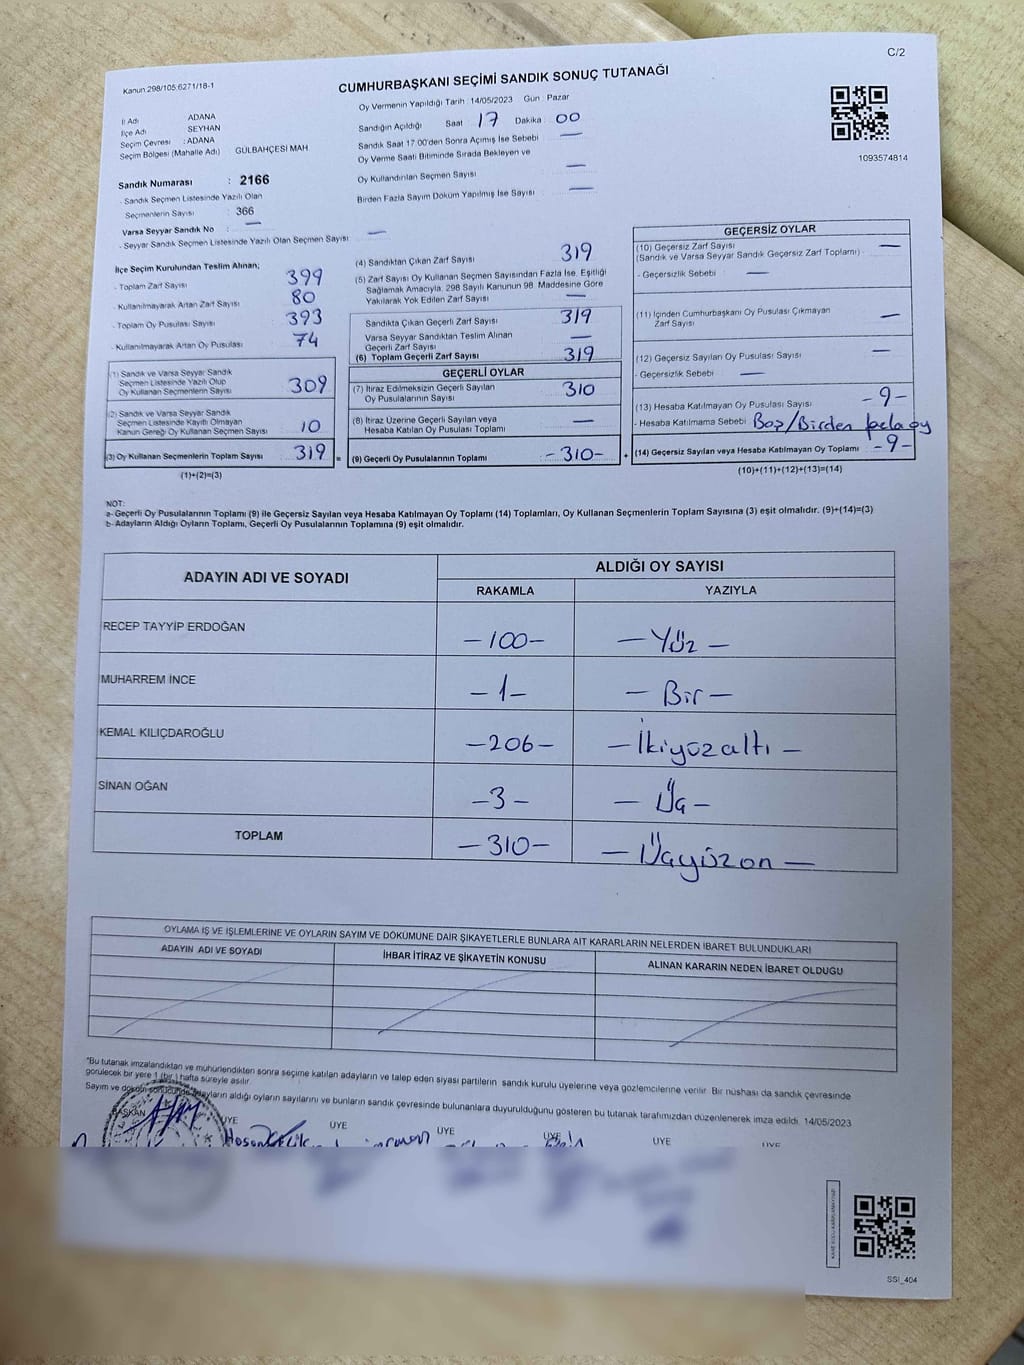 C/2
Kanun 298/105.6271/18-1
CUMHURBAŞKANI SEÇİMİ SANDIK SONUÇ TUTANAĞI
Oy Vermenin Yapıldığı Tarih : 14/05/2023 Gün : Pazar
İl Adı ADANA
İlçe Adı SEYHAN
Seçim Çevresi : ADANA
Seçim Bölgesi (Mahalle Adı) GÜLBAHÇESİ MAH
Sandığın Açıldığı Saat 17 Dakika 00
Sandık Saat 17:00'den Sonra Açılmış İse Sebebi —
Oy Verme Saati Bitiminde Sırada Bekleyen ve
Oy Kullandırılan Seçmen Sayısı —
Birden Fazla Sayım Döküm Yapılmış İse Sayısı —
1093574814
Sandık Numarası : 2166
- Sandık Seçmen Listesinde Yazılı Olan
Seçmenlerin Sayısı : 366
Varsa Seyyar Sandık No : —
- Seyyar Sandık Seçmen Listesinde Yazılı Olan Seçmen Sayısı —
İlçe Seçim Kurulundan Teslim Alınan;
- Toplam Zarf Sayısı 399
- Kullanılmayarak Artan Zarf Sayısı 80
- Toplam Oy Pusulası Sayısı 393
- Kullanılmayarak Artan Oy Pusulası 74
(1) Sandık ve Varsa Seyyar Sandık
Seçmen Listesinde Yazılı Olup
Oy Kullanan Seçmenlerin Sayısı 309
(2) Sandık ve Varsa Seyyar Sandık
Seçmen Listesinde Kayıtlı Olmayan
Kanun Gereği Oy Kullanan Seçmen Sayısı 10
(3) Oy Kullanan Seçmenlerin Toplam Sayısı 319 =
(1)+(2)=(3)
(4) Sandıktan Çıkan Zarf Sayısı 319
(5) Zarf Sayısı Oy Kullanan Seçmen Sayısından Fazla İse, Eşitliği
Sağlamak Amacıyla, 298 Sayılı Kanunun 98. Maddesine Göre
Yakılarak Yok Edilen Zarf Sayısı —
Sandıkta Çıkan Geçerli Zarf Sayısı 319
Varsa Seyyar Sandıktan Teslim Alınan
Geçerli Zarf Sayısı —
(6) Toplam Geçerli Zarf Sayısı 319
GEÇERLİ OYLAR
(7) İtiraz Edilmeksizin Geçerli Sayılan
Oy Pusulalarının Sayısı 310
(8) İtiraz Üzerine Geçerli Sayılan veya
Hesaba Katılan Oy Pusulası Toplamı —
(9) Geçerli Oy Pusulalarının Toplamı -310- +
GEÇERSİZ OYLAR
(10) Geçersiz Zarf Sayısı —
(Sandık ve Varsa Seyyar Sandık Geçersiz Zarf Toplamı)
- Geçersizlik Sebebi —
(11) İçinden Cumhurbaşkanı Oy Pusulası Çıkmayan
Zarf Sayısı —
(12) Geçersiz Sayılan Oy Pusulası Sayısı —
- Geçersizlik Sebebi —
(13) Hesaba Katılmayan Oy Pusulası Sayısı -9-
- Hesaba Katılmama Sebebi Boş/Birden fazla oy
(14) Geçersiz Sayılan veya Hesaba Katılmayan Oy Toplamı -9-
(10)+(11)+(12)+(13)=(14)
NOT:
a- Geçerli Oy Pusulalarının Toplamı (9) ile Geçersiz Sayılan veya Hesaba Katılmayan Oy Toplamı (14) Toplamları, Oy Kullanan Seçmenlerin Toplam Sayısına (3) eşit olmalıdır. (9)+(14)=(3)
b- Adayların Aldığı Oyların Toplamı, Geçerli Oy Pusulalarının Toplamına (9) eşit olmalıdır.
ADAYIN ADI VE SOYADI ALDIĞI OY SAYISI
RAKAMLA YAZIYLA
RECEP TAYYİP ERDOĞAN -100- - Yüz -
MUHARREM İNCE -1- - Bir -
KEMAL KILIÇDAROĞLU -206- - İkiyüzaltı -
SİNAN OĞAN -3- - Üç -
TOPLAM -310- - Üçyüzon -
OYLAMA İŞ VE İŞLEMLERİNE VE OYLARIN SAYIM VE DÖKÜMÜNE DAİR ŞİKAYETLERLE BUNLARA AİT KARARLARIN NELERDEN İBARET BULUNDUKLARI
ADAYIN ADI VE SOYADI İHBAR İTİRAZ VE ŞİKAYETİN KONUSU ALINAN KARARIN NEDEN İBARET OLDUĞU
*Bu tutanak imzalandıktan ve mühürlendikten sonra seçime katılan adayların ve talep eden siyasi partilerin sandık kurulu üyelerine veya gözlemcilerine verilir. Bir nüshası da sandık çevresinde
görülecek bir yere 1 (bir) hafta süreyle asılır.
Sayım ve döküm sonucunda adayların aldığı oyların sayılarını ve bunların sandık çevresinde bulunanlara duyurulduğunu gösteren bu tutanak tarafımızdan düzenlenerek imza edildi. 14/05/2023
BAŞKAN ÜYE ÜYE ÜYE ÜYE ÜYE ÜYE
Hasan Çelik
SSİ_404